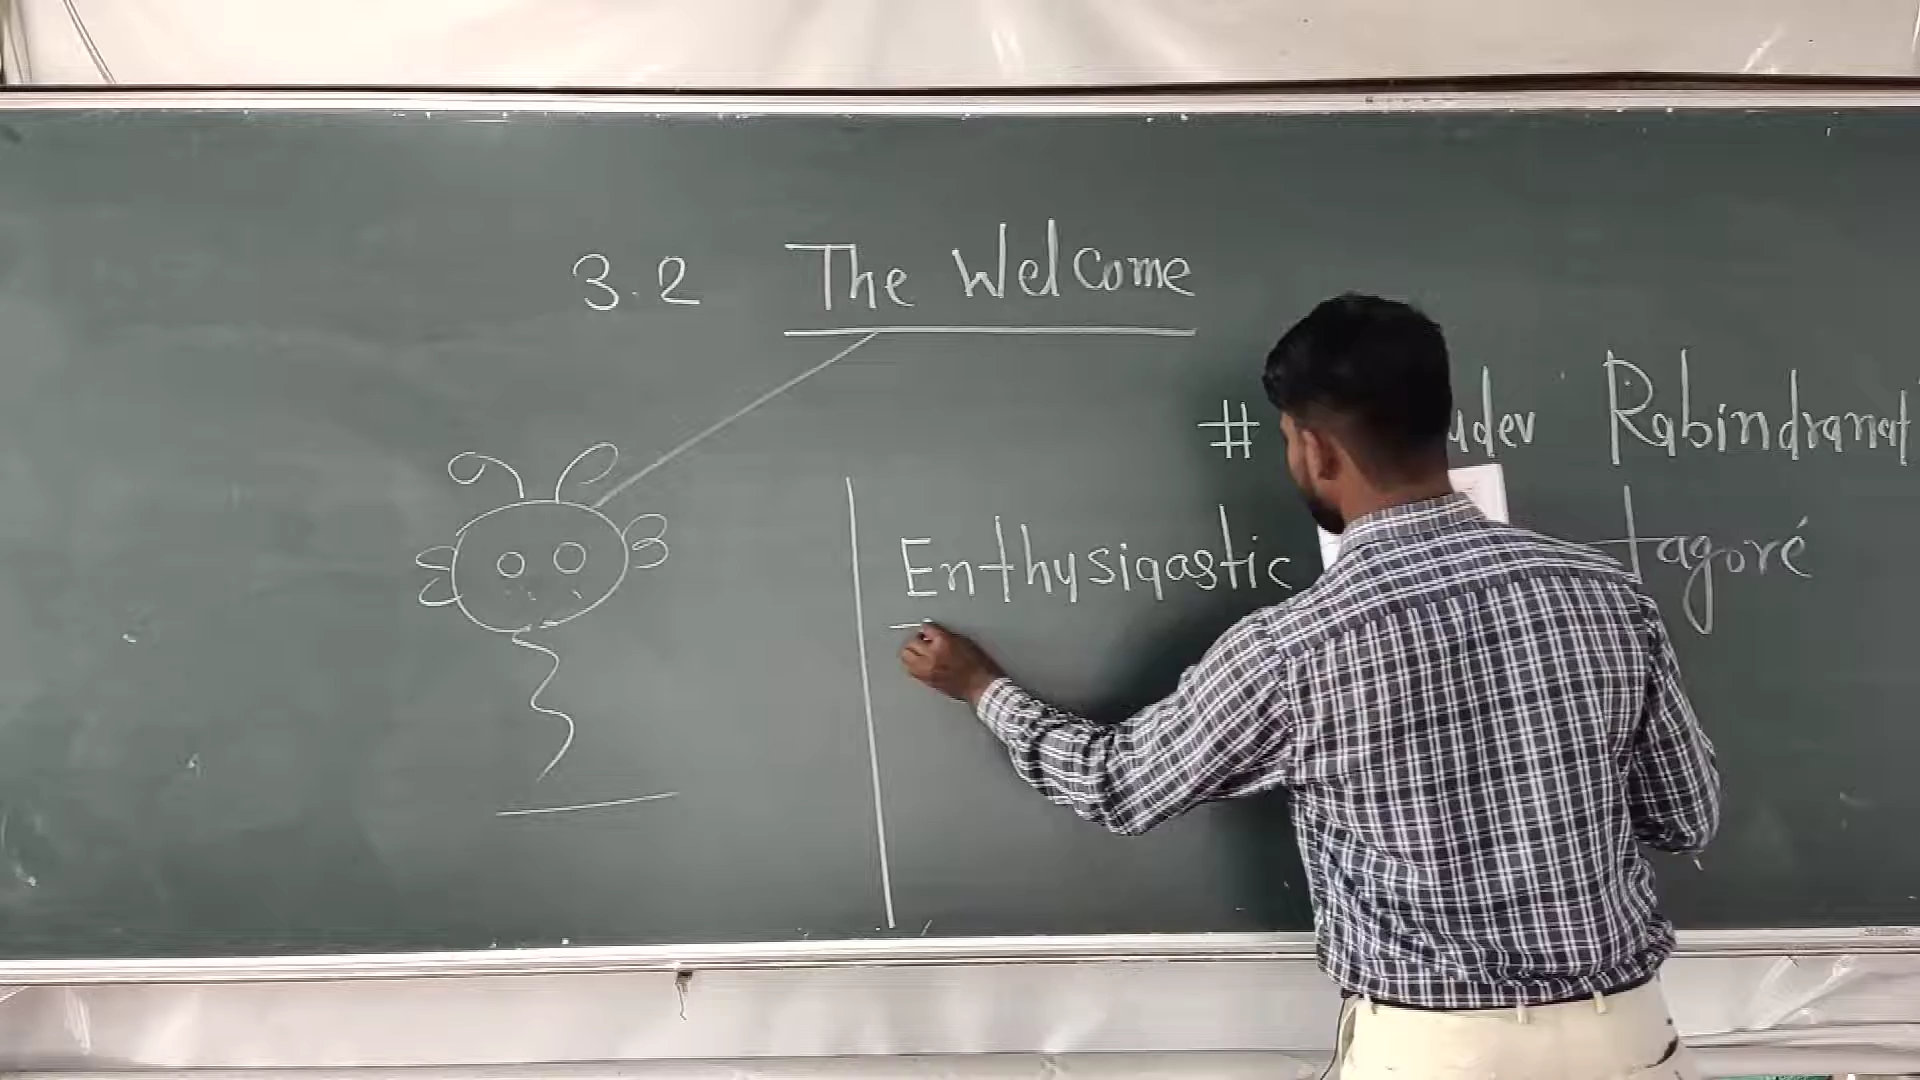 3.2 The Welcome
# udev Rabindranat
Enthysiqastic tagoré